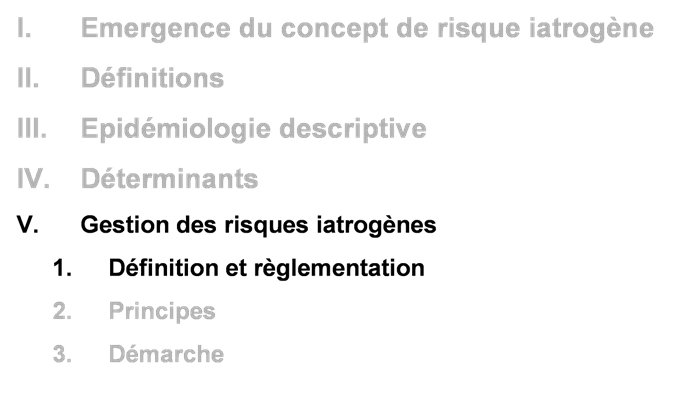 I. Emergence du concept de risque iatrogène
II. Définitions
III. Epidémiologie descriptive
IV. Déterminants
V. Gestion des risques iatrogènes
1. Définition et règlementation
2. Principes
3. Démarche